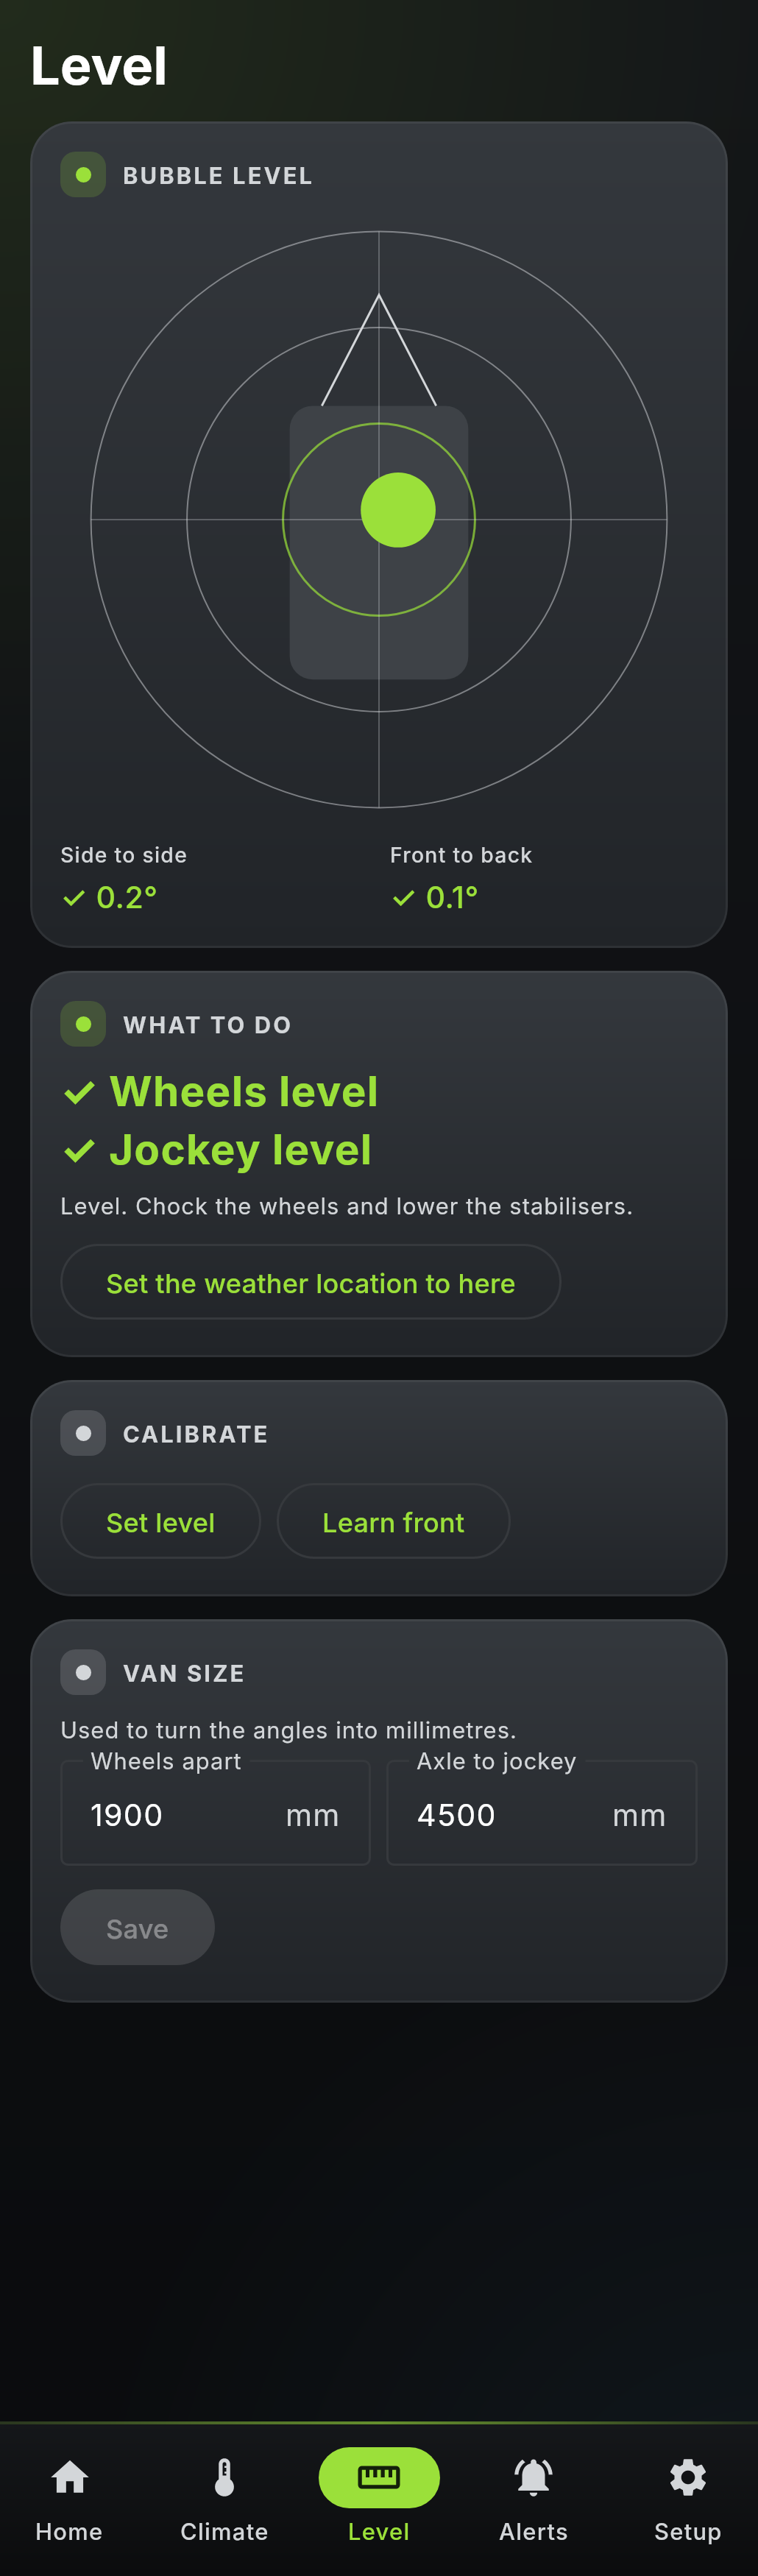 Level
BUBBLE LEVEL
Side to side
Front to back
✓ 0.2°
✓ 0.1°
WHAT TO DO
✓ Wheels level
✓ Jockey level
Level. Chock the wheels and lower the stabilisers.
Set the weather location to here
CALIBRATE
Set level
Learn front
VAN SIZE
Used to turn the angles into millimetres.
Wheels apart
Axle to jockey
1900 mm
4500 mm
Save
Home
Climate
Level
Alerts
Setup